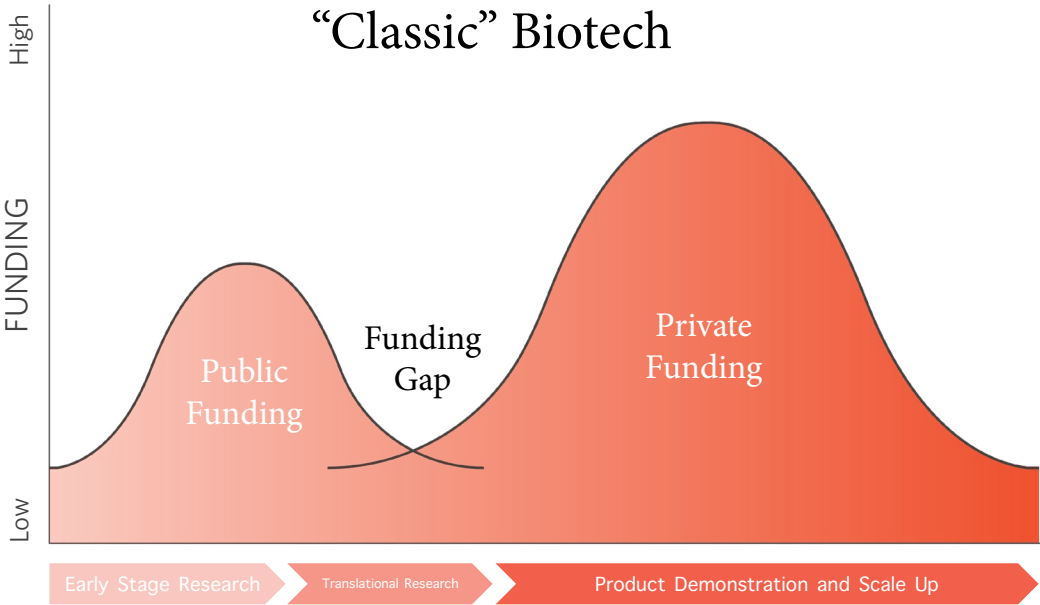 “Classic” Biotech
High
FUNDING
Low
Funding
Gap
Private
Funding
Public
Funding
Early Stage Research
Translational Research
Product Demonstration and Scale Up